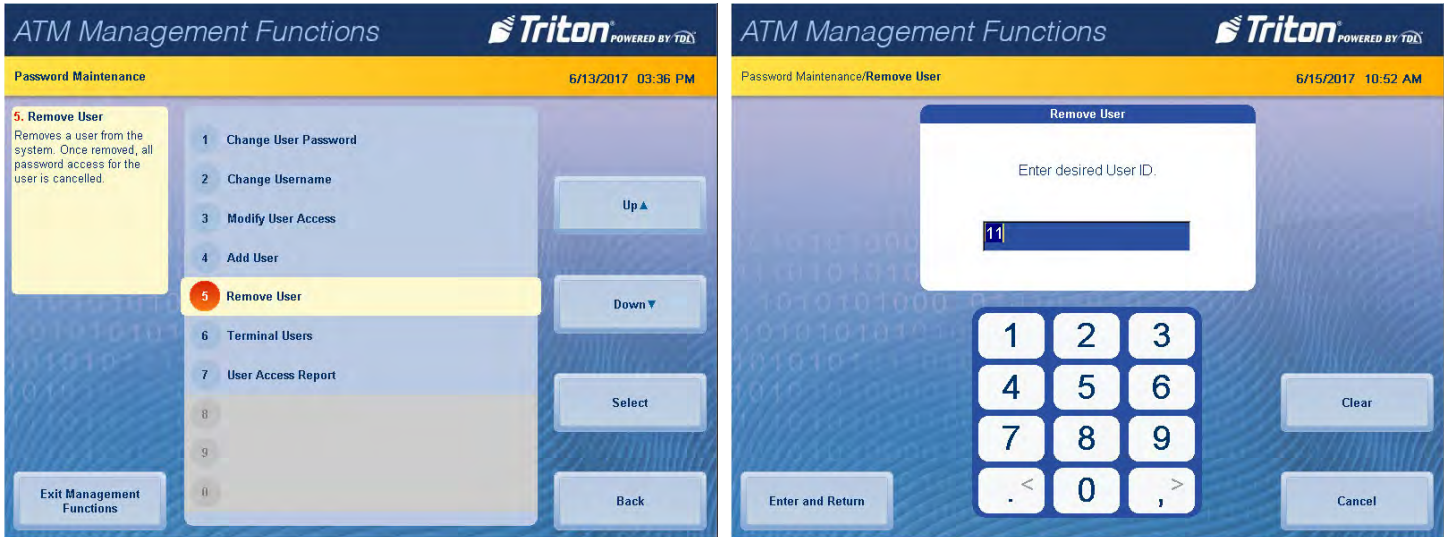 ATM Management Functions
Triton POWERED BY TDL
Password Maintenance
6/13/2017 03:36 PM
5. Remove User
Removes a user from the
system. Once removed, all
password access for the
user is cancelled.
1 Change User Password
2 Change Username
3 Modify User Access
4 Add User
5 Remove User
6 Terminal Users
7 User Access Report
8
9
0
Up▲
Down▼
Select
Back
Exit Management
Functions
ATM Management Functions
Triton POWERED BY TDL
Password Maintenance/Remove User
6/15/2017 10:52 AM
Remove User
Enter desired User ID.
11
1 2 3
4 5 6
7 8 9
. < 0 , >
Clear
Enter and Return
Cancel